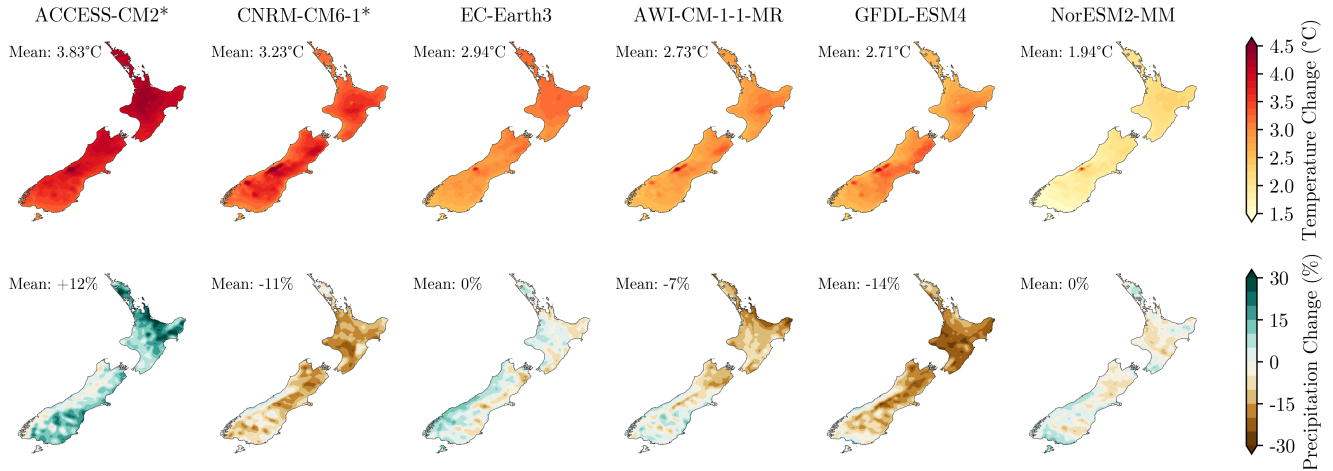 ACCESS-CM2*
CNRM-CM6-1*
EC-Earth3
AWI-CM-1-1-MR
GFDL-ESM4
NorESM2-MM
Mean: 3.83°C
Mean: 3.23°C
Mean: 2.94°C
Mean: 2.73°C
Mean: 2.71°C
Mean: 1.94°C
4.5
4.0
3.5
3.0
2.5
2.0
1.5
Temperature Change (°C)
Mean: +12%
Mean: -11%
Mean: 0%
Mean: -7%
Mean: -14%
Mean: 0%
30
15
0
-15
-30
Precipitation Change (%)